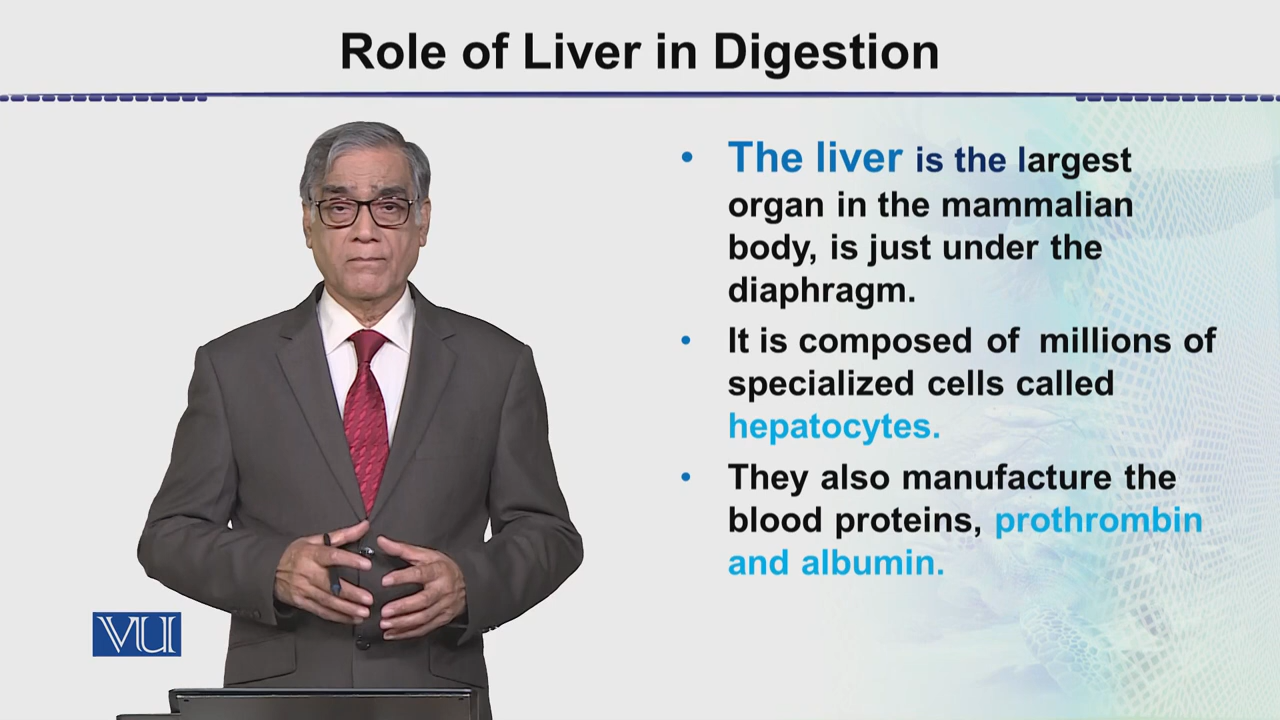 Role of Liver in Digestion
• The liver is the largest
organ in the mammalian
body, is just under the
diaphragm.
• It is composed of millions of
specialized cells called
hepatocytes.
• They also manufacture the
blood proteins, prothrombin
and albumin.
VU